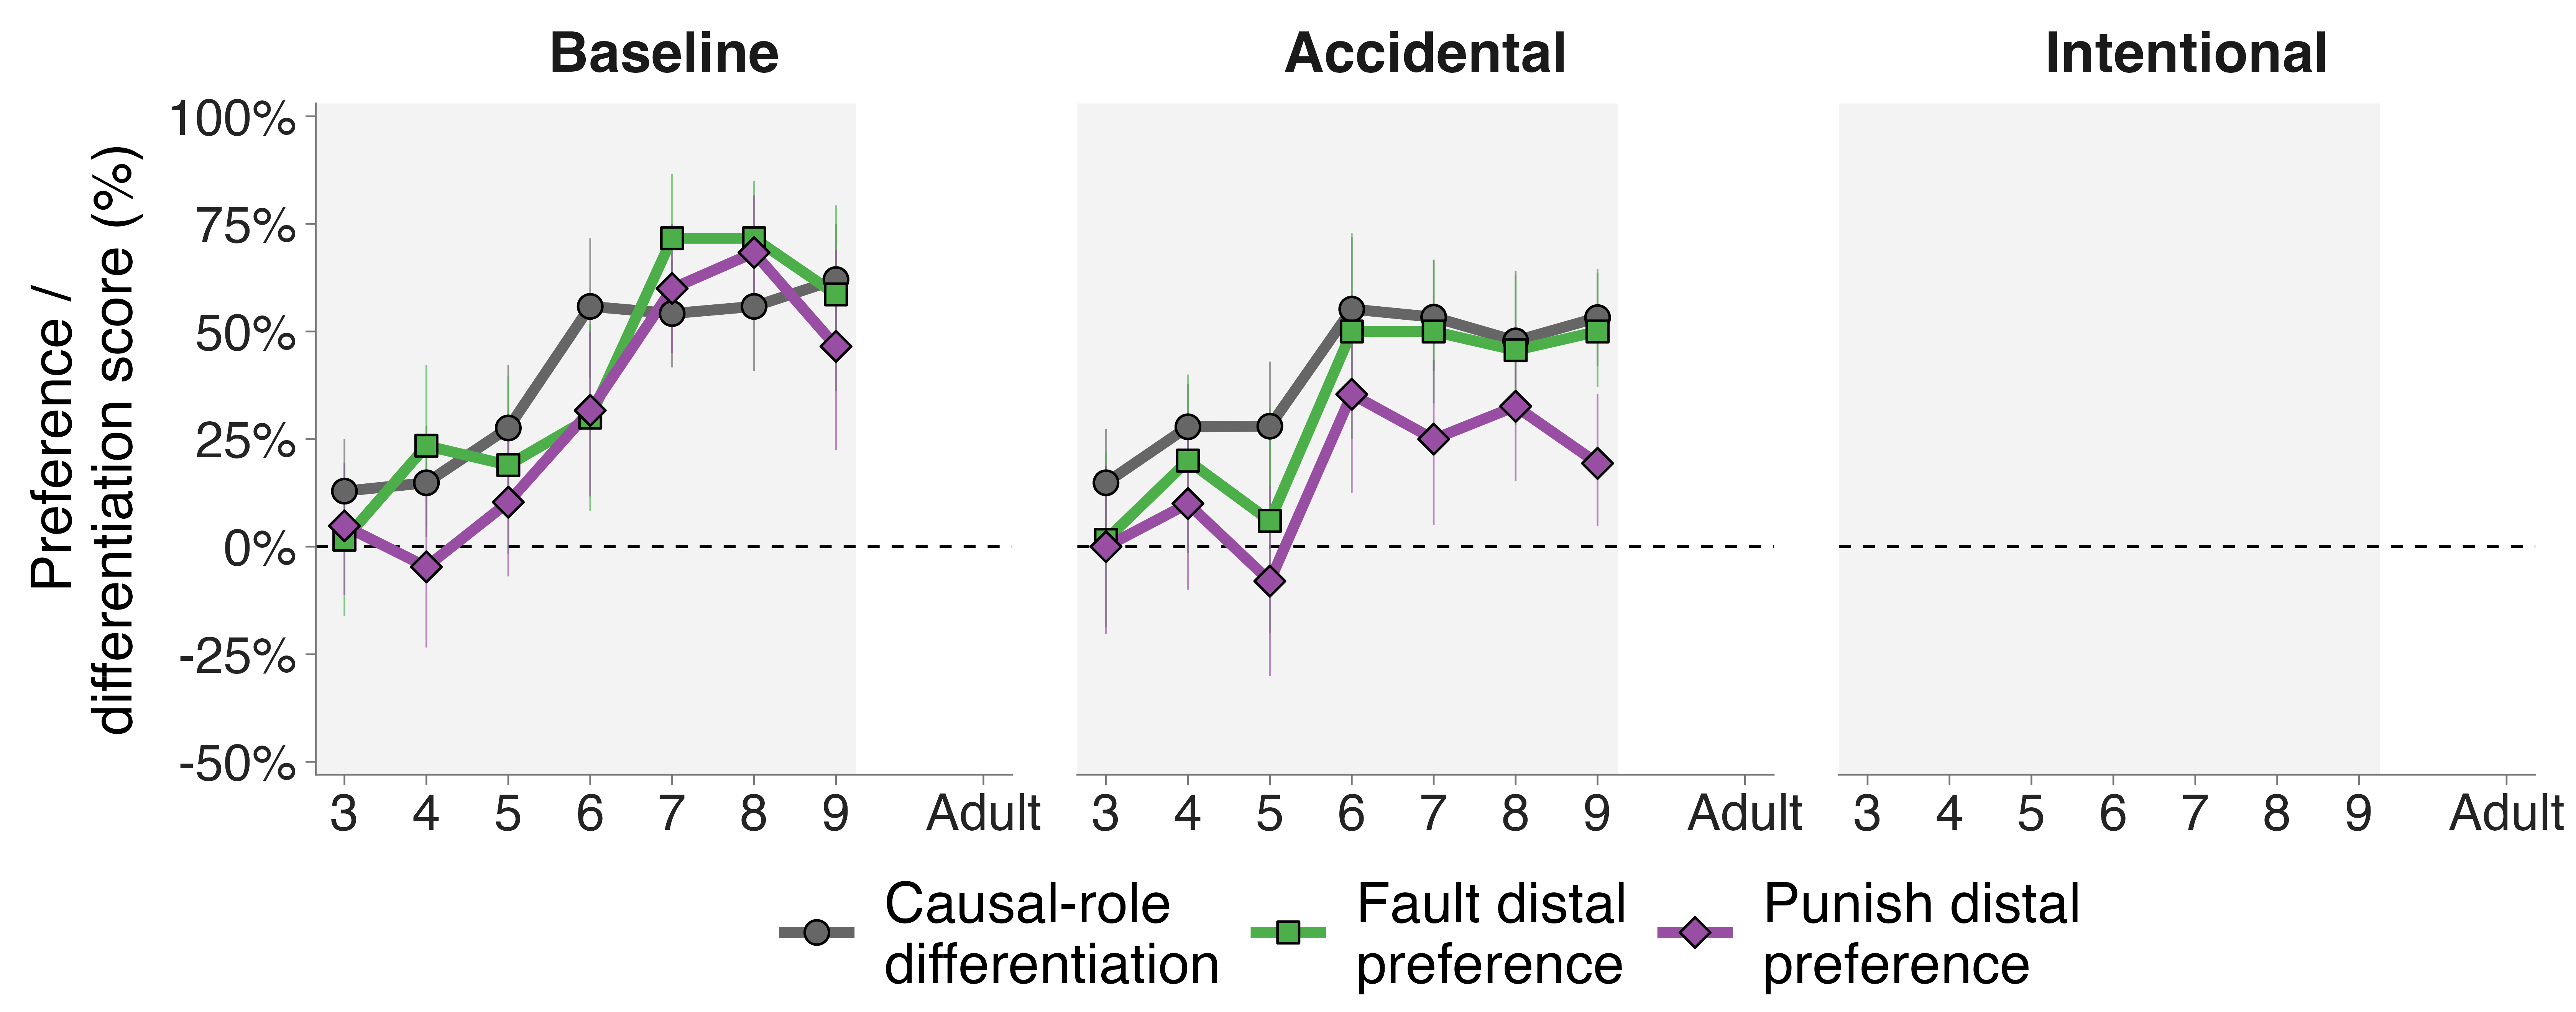 Baseline
Accidental
Intentional
Preference /
differentiation score (%)
100%
75%
50%
25%
0%
-25%
-50%
3 4 5 6 7 8 9 Adult
3 4 5 6 7 8 9 Adult
3 4 5 6 7 8 9 Adult
Causal-role
differentiation
Fault distal
preference
Punish distal
preference